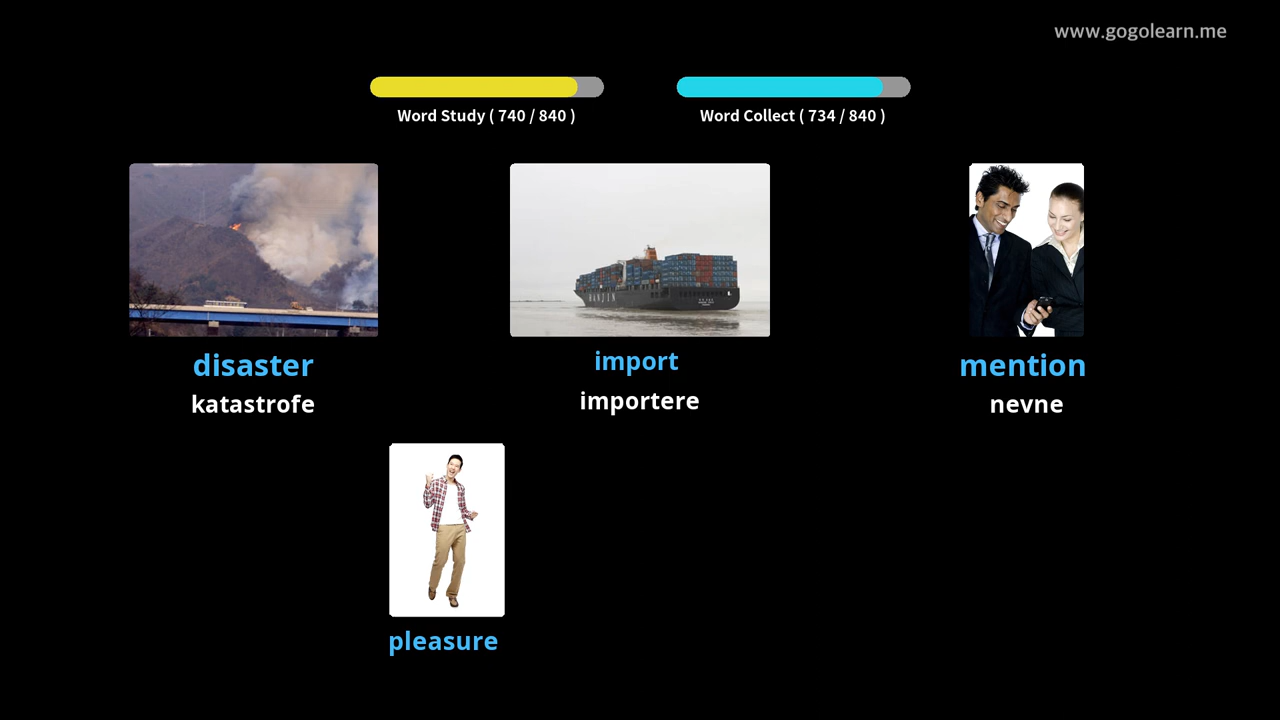 www.gogolearn.me
Word Study ( 740 / 840 )
Word Collect ( 734 / 840 )
disaster
katastrofe
import
importere
mention
nevne
pleasure